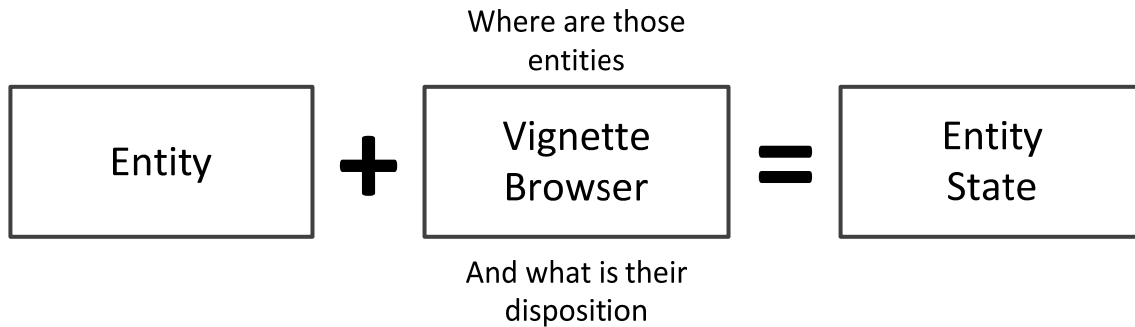 Where are those
entities
Entity
+
Vignette
Browser
=
Entity
State
And what is their
disposition